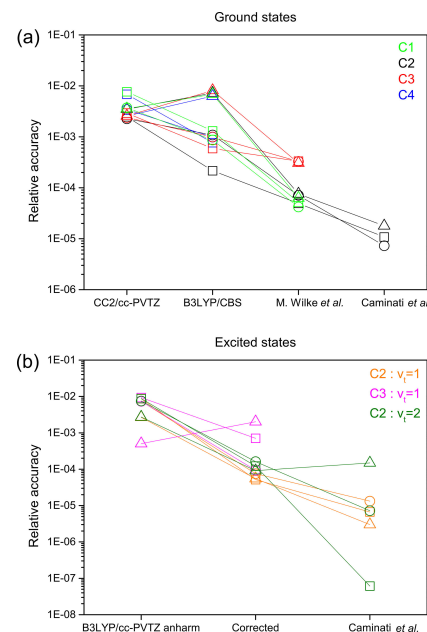 Ground states
(a)
1E-01
C1
C2
C3
C4
1E-02
1E-03
1E-04
1E-05
1E-06
Relative accuracy
CC2/cc-PVTZ B3LYP/CBS M. Wilke et al. Caminati et al.
Excited states
(b)
1E-01
C2 : vt=1
C3 : vt=1
C2 : vt=2
1E-02
1E-03
1E-04
1E-05
1E-06
1E-07
1E-08
Relative accuracy
B3LYP/cc-PVTZ anharm Corrected Caminati et al.